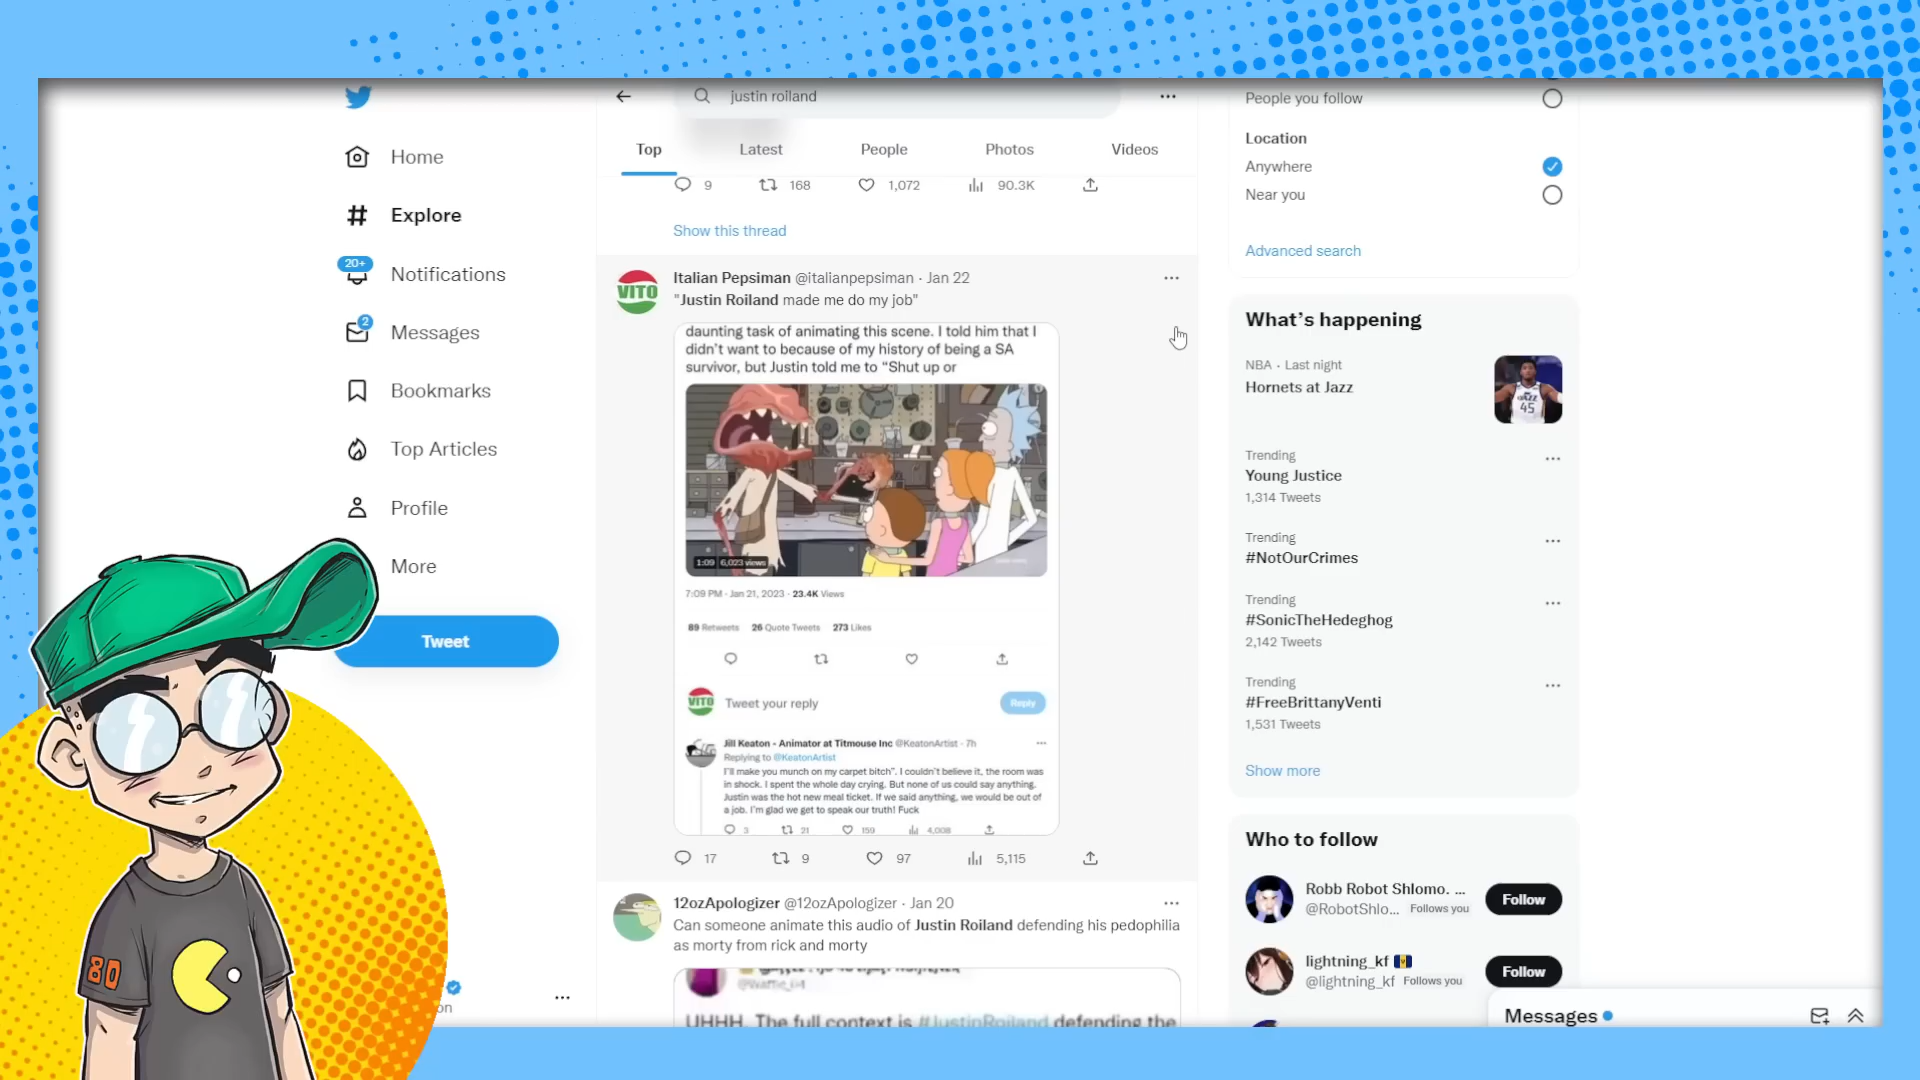 justin roiland
Top
Latest
People
Photos
Videos
9
168
1,072
90.3K
Show this thread
Home
Explore
20+
Notifications
2
Messages
Bookmarks
Top Articles
Profile
More
Tweet
on
Italian Pepsiman @italianpepsiman · Jan 22
"Justin Roiland made me do my job"
VITO
daunting task of animating this scene. I told him that I
didn't want to because of my history of being a SA
survivor, but Justin told me to "Shut up or
1:09 6,023 views
7:09 PM · Jan 21, 2023 · 23.4K Views
89 Retweets 26 Quote Tweets 273 Likes
VITO
Tweet your reply
Reply
Jill Keaton - Animator at Titmouse Inc @KeatonArtist · 7h
Replying to @KeatonArtist
I'll make you munch on my carpet bitch". I couldn't believe it, the room was
in shock. I spent the whole day crying. But none of us could say anything.
Justin was the hot new meal ticket. If we said anything, we would be out of
a job. I'm glad we get to speak our truth! Fuck
3
21
159
4,008
17
9
97
5,115
12ozApologizer @12ozApologizer · Jan 20
Can someone animate this audio of Justin Roiland defending his pedophilia
as morty from rick and morty
@Waffle_04
UHHH. The full context is #JustinRoiland defending the
People you follow
Location
Anywhere
Near you
Advanced search
What's happening
NBA · Last night
Hornets at Jazz
JAZZ
45
Trending
Young Justice
1,314 Tweets
Trending
#NotOurCrimes
Trending
#SonicTheHedeghog
2,142 Tweets
Trending
#FreeBrittanyVenti
1,531 Tweets
Show more
Who to follow
Robb Robot Shlomo. ...
@RobotShlo... Follows you
Follow
lightning_kf
@lightning_kf Follows you
Follow
Messages
80